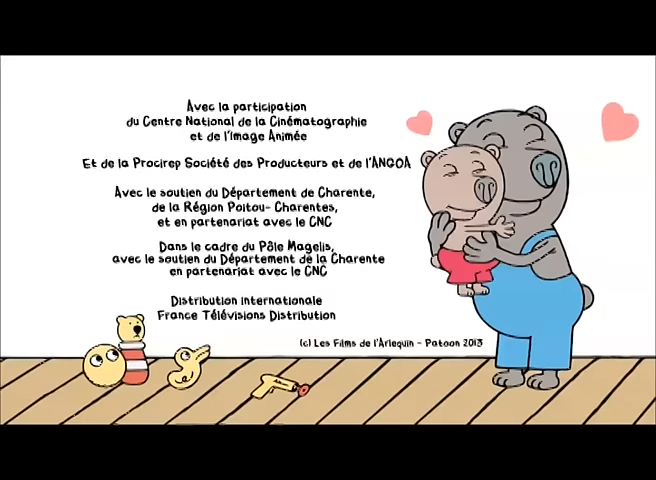 Avec la participation
du Centre National de la Cinématographie
et de l'Image Animée
Et de la Procirep Société des Producteurs et de l'ANGOA
Avec le soutien du Département de Charente,
de la Région Poitou- Charentes,
et en partenariat avec le CNC
Dans le cadre du Pôle Magelis,
avec le soutien du Département de la Charente
en partenariat avec le CNC
Distribution internationale
France Télévisions Distribution
(c) Les Films de l'Arlequin - Patoon 2013